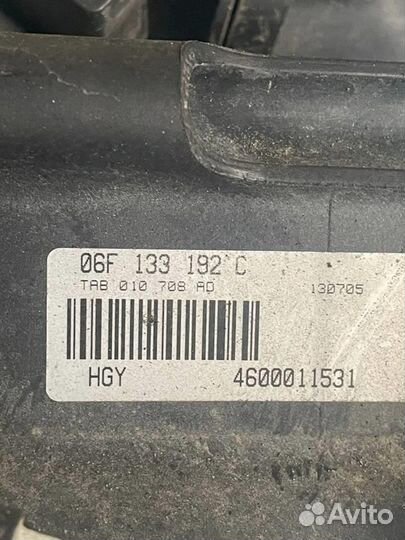 06F 133 192 C
TAB 010 708 AD 130705
HGY 4600011531
Avito